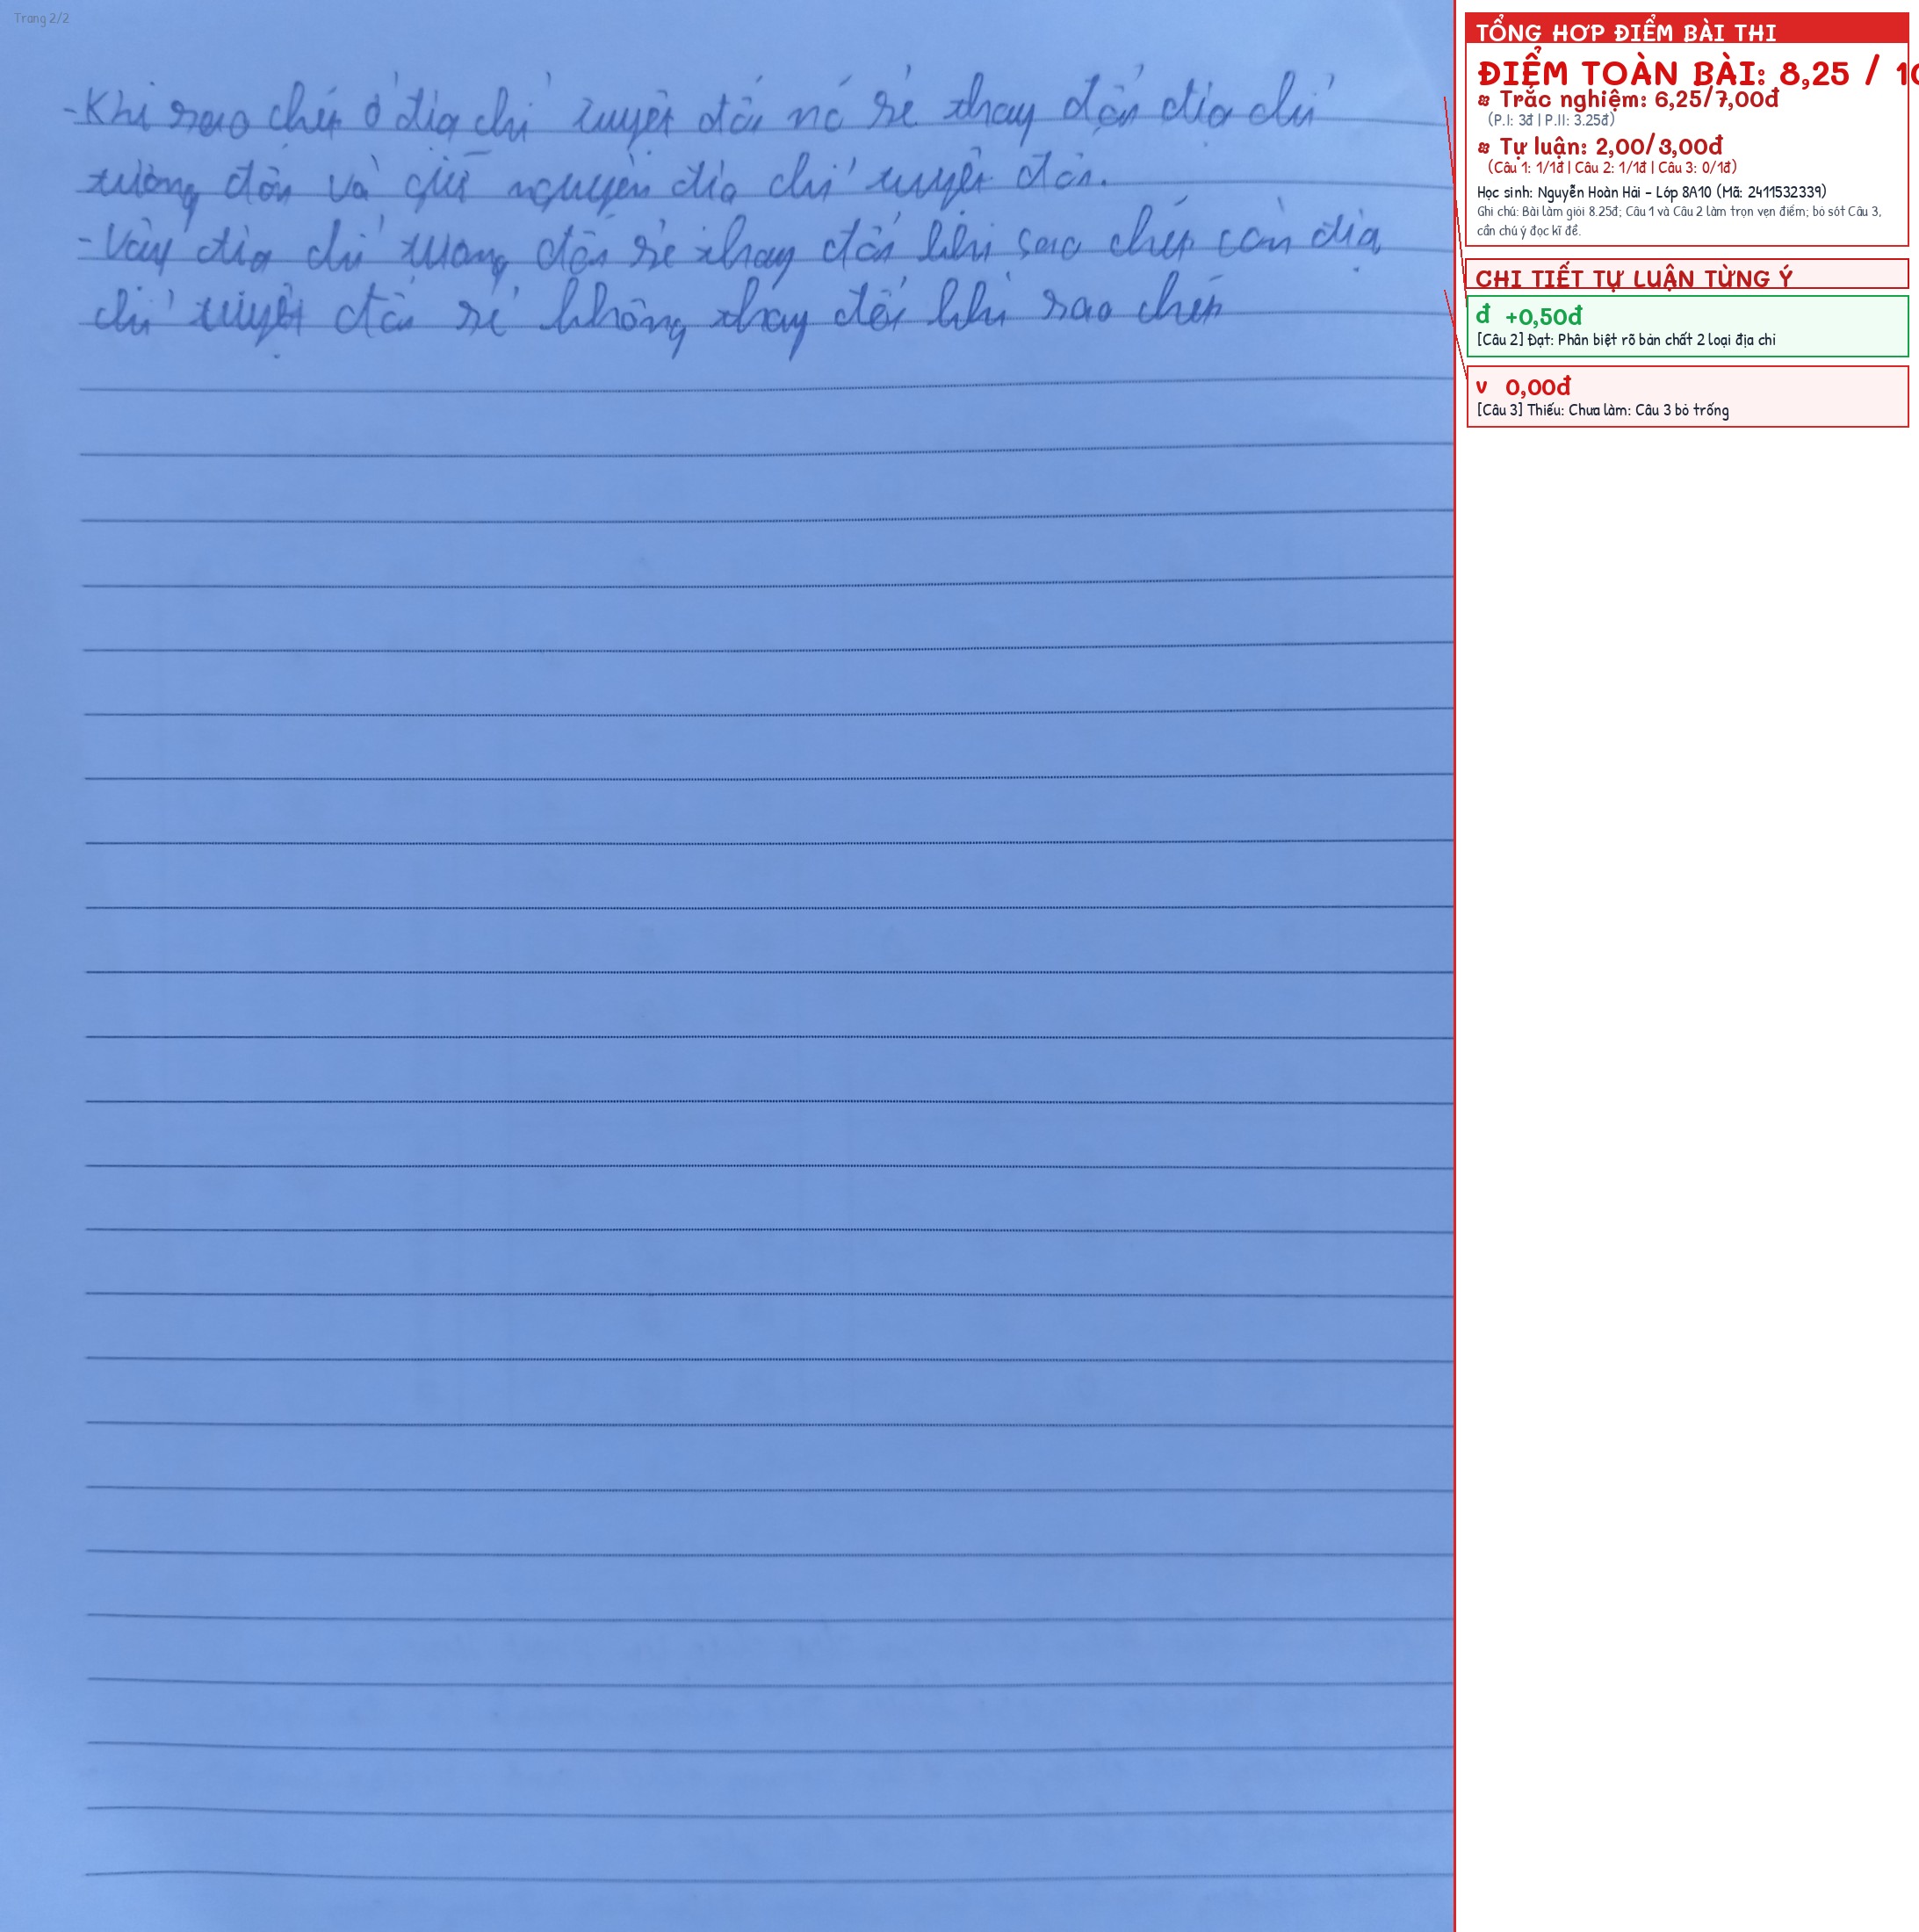 Trang 2/2
-Khi sao chép ở địa chỉ tuyệt đối nó sẽ thay đổi địa chỉ
tương đối và giữ nguyên địa chỉ tuyệt đối.
-Vậy địa chỉ tương đối sẽ thay đổi khi sao chép còn địa
chỉ tuyệt đối sẽ không thay đổi khi sao chép
TỔNG HỢP ĐIỂM BÀI THI
ĐIỂM TOÀN BÀI: 8,25 / 10
Trắc nghiệm: 6,25/7,00đ
(P.I: 3đ | P.II: 3.25đ)
Tự luận: 2,00/3,00đ
(Câu 1: 1/1đ | Câu 2: 1/1đ | Câu 3: 0/1đ)
Học sinh: Nguyễn Hoàn Hải - Lớp 8A10 (Mã: 2411532339)
Ghi chú: Bài làm giỏi 8.25đ; Câu 1 và Câu 2 làm trọn vẹn điểm; bỏ sót Câu 3,
cần chú ý đọc kĩ đề.
CHI TIẾT TỰ LUẬN TỪNG Ý
đ +0,50đ
[Câu 2] Đạt: Phân biệt rõ bản chất 2 loại địa chỉ
v 0,00đ
[Câu 3] Thiếu: Chưa làm: Câu 3 bỏ trống